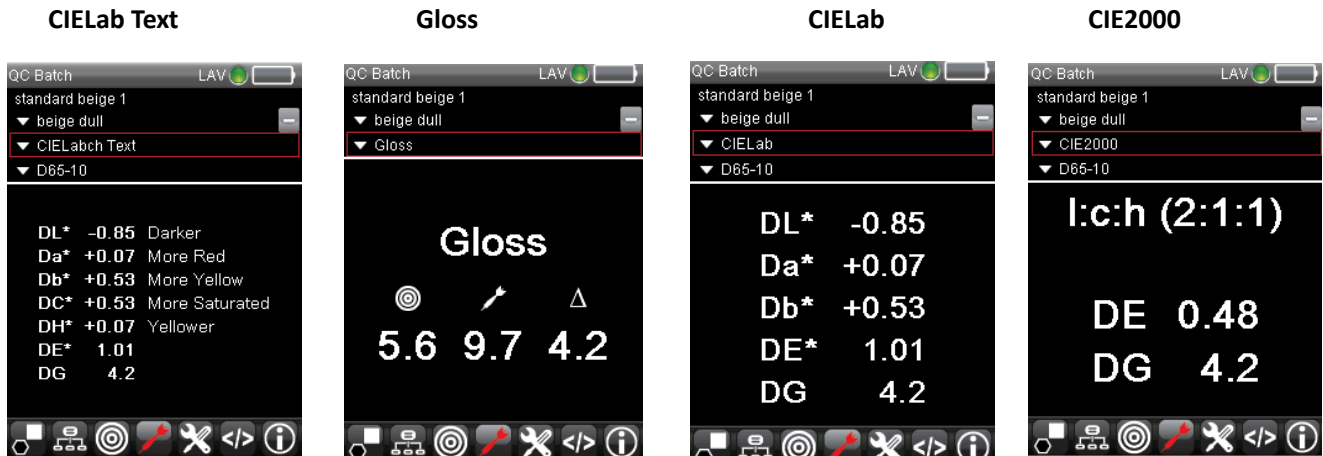 CIELab Text
QC Batch LAV
standard beige 1
beige dull
CIELabch Text
D65-10
DL* -0.85 Darker
Da* +0.07 More Red
Db* +0.53 More Yellow
DC* +0.53 More Saturated
DH* +0.07 Yellower
DE* 1.01
DG 4.2
Gloss
QC Batch LAV
standard beige 1
beige dull
Gloss
Gloss
Δ
5.6 9.7 4.2
CIELab
QC Batch LAV
standard beige 1
beige dull
CIELab
D65-10
DL* -0.85
Da* +0.07
Db* +0.53
DE* 1.01
DG 4.2
CIE2000
QC Batch LAV
standard beige 1
beige dull
CIE2000
D65-10
l:c:h (2:1:1)
DE 0.48
DG 4.2